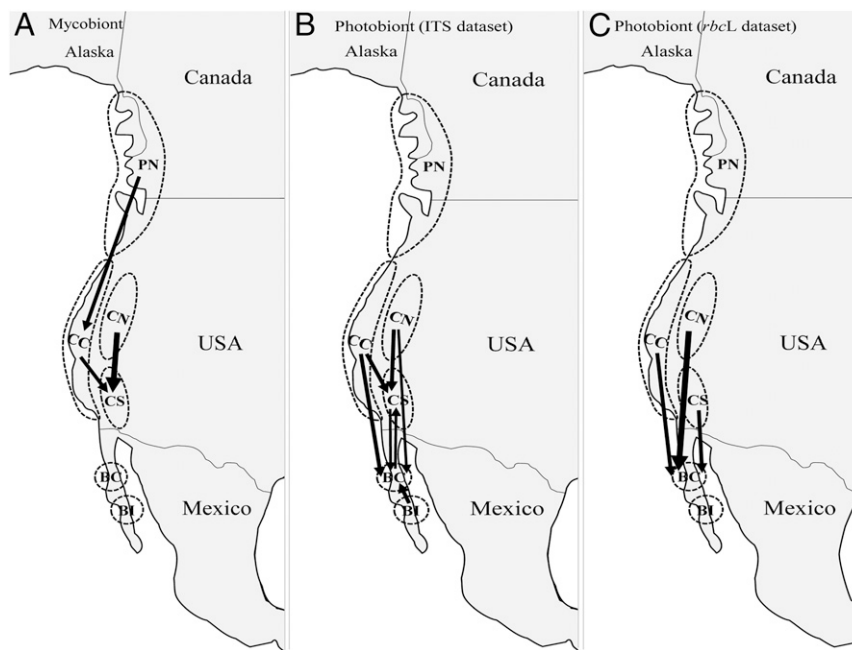 A
Mycobiont
Alaska
Canada
PN
CN
CC
USA
CS
BC
BI
Mexico
B
Photobiont (ITS dataset)
Alaska
Canada
PN
CN
CC
USA
CS
BC
BI
Mexico
C
Photobiont (rbcL dataset)
Alaska
Canada
PN
CN
CC
USA
CS
BC
BI
Mexico